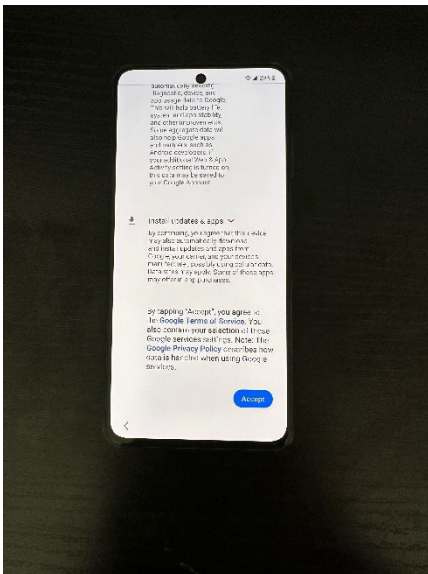 29%
automatically sending
diagnostic, device, and
app usage data to Google.
This will help battery life,
system and app stability,
and other improvements.
Some aggregate data will
also help Google apps
and partners, such as
Android developers. If
your additional Web & App
Activity setting is turned on,
this data may be saved to
your Google Account.
Install updates & apps
By continuing, you agree that this device
may also automatically download
and install updates and apps from
Google, your carrier, and your device's
manufacturer, possibly using cellular data.
Data rates may apply. Some of these apps
may offer in-app purchases.
By tapping "Accept", you agree to
the Google Terms of Service. You
also confirm your selection of these
Google services settings. Note: The
Google Privacy Policy describes how
data is handled when using Google
services.
Accept